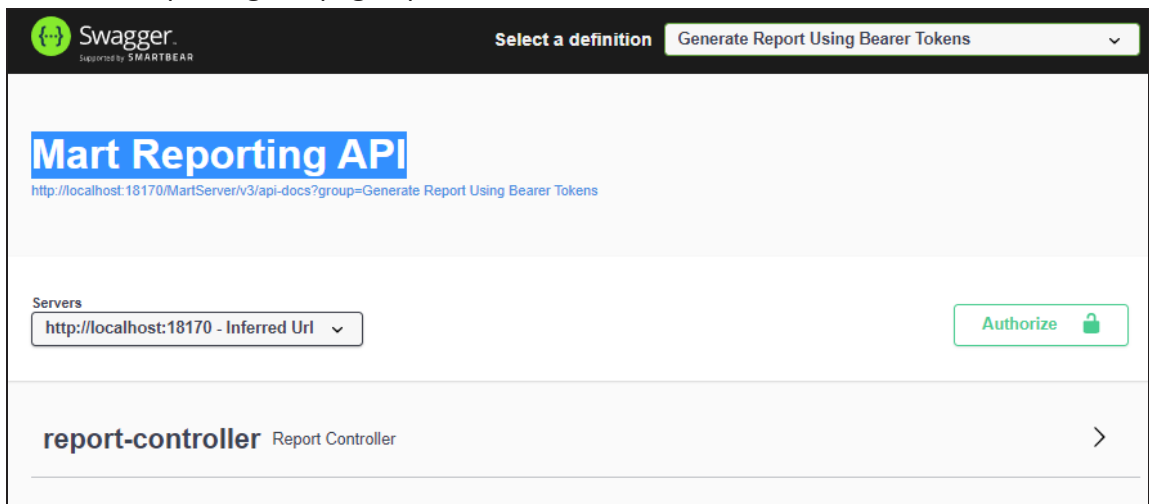 Swagger.
Supported by SMARTBEAR
Select a definition
Generate Report Using Bearer Tokens
Mart Reporting API
http://localhost:18170/MartServer/v3/api-docs?group=Generate Report Using Bearer Tokens
Servers
http://localhost:18170 - Inferred Url
Authorize
report-controller Report Controller